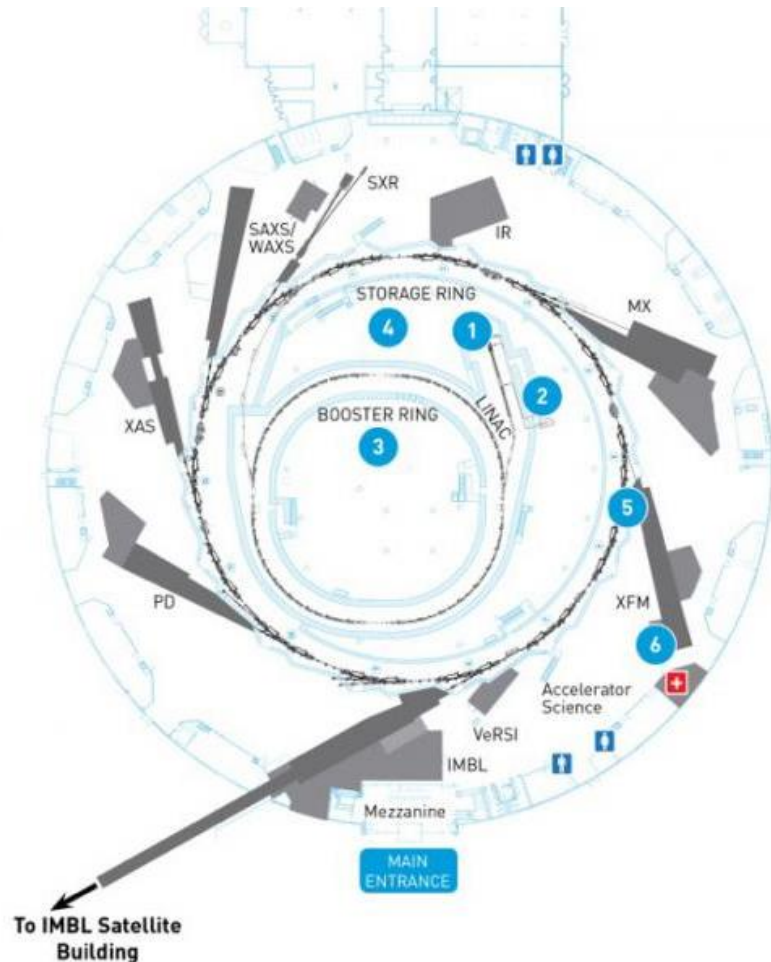 SXR
SAXS/
WAXS
IR
STORAGE RING
MX
4
1
2
LINAC
BOOSTER RING
3
XAS
5
PD
XFM
6
Accelerator
Science
VeRSI
IMBL
Mezzanine
MAIN
ENTRANCE
To IMBL Satellite
Building